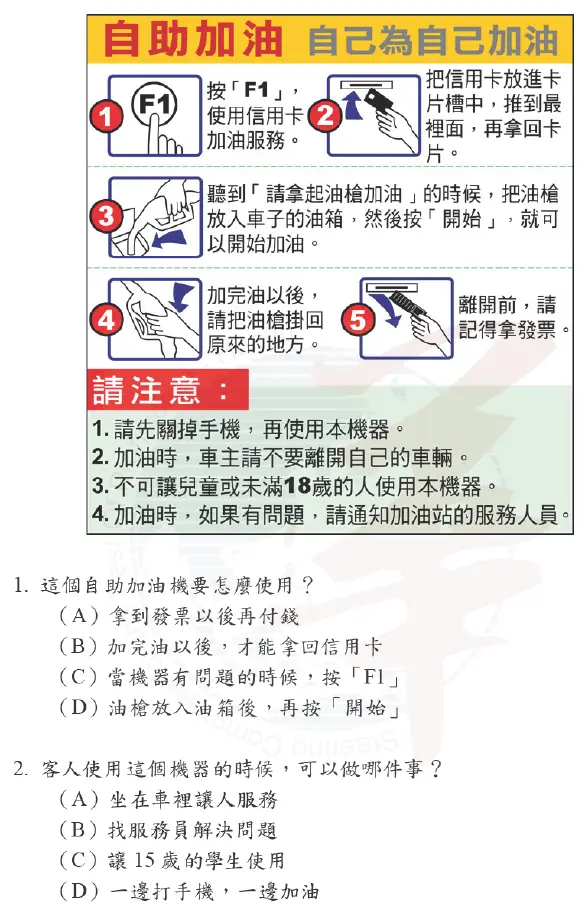 自助加油 自己為自己加油
1 F1 按「F1」，
使用信用卡
加油服務。
2 把信用卡放進卡
片槽中，推到最
裡面，再拿回卡
片。
3 聽到「請拿起油槍加油」的時候，把油槍
放入車子的油箱，然後按「開始」，就可
以開始加油。
4 加完油以後，
請把油槍掛回
原來的地方。
5 離開前，請
記得拿發票。
請注意：
1. 請先關掉手機，再使用本機器。
2. 加油時，車主請不要離開自己的車輛。
3. 不可讓兒童或未滿18歲的人使用本機器。
4. 加油時，如果有問題，請通知加油站的服務人員。
1. 這個自助加油機要怎麼使用？
（A）拿到發票以後再付錢
（B）加完油以後，才能拿回信用卡
（C）當機器有問題的時候，按「F1」
（D）油槍放入油箱後，再按「開始」
2. 客人使用這個機器的時候，可以做哪件事？
（A）坐在車裡讓人服務
（B）找服務員解決問題
（C）讓 15 歲的學生使用
（D）一邊打手機，一邊加油